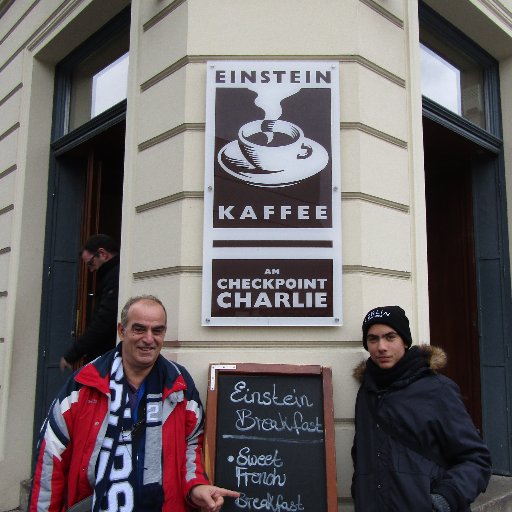 EINSTEIN
KAFFEE
AM
CHECKPOINT
CHARLIE
Einstein
Breakfast
• Sweet
French
Breakfast